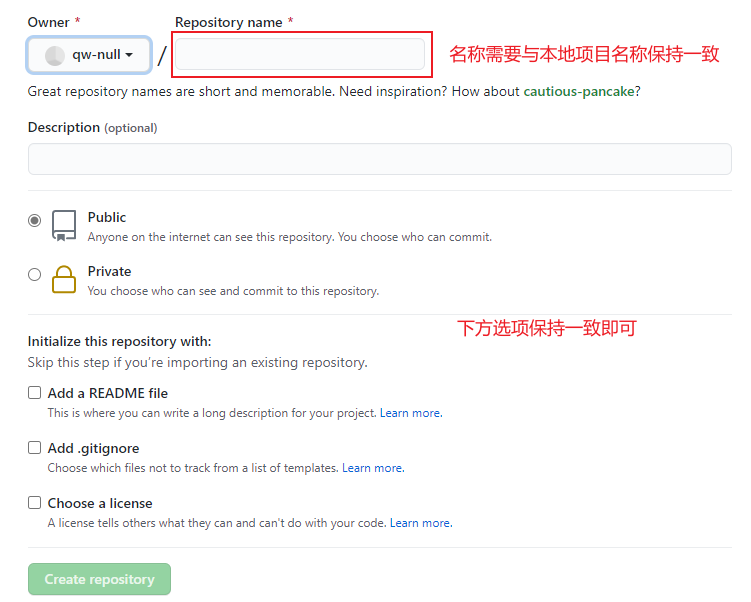 Owner * Repository name *
qw-null / 名称需要与本地项目名称保持一致
Great repository names are short and memorable. Need inspiration? How about cautious-pancake?
Description (optional)
Public
Anyone on the internet can see this repository. You choose who can commit.
Private
You choose who can see and commit to this repository.
下方选项保持一致即可
Initialize this repository with:
Skip this step if you’re importing an existing repository.
Add a README file
This is where you can write a long description for your project. Learn more.
Add .gitignore
Choose which files not to track from a list of templates. Learn more.
Choose a license
A license tells others what they can and can't do with your code. Learn more.
Create repository